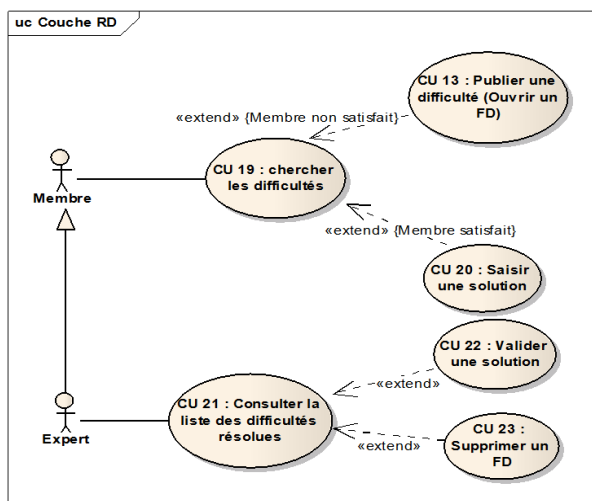 uc Couche RD
CU 13 : Publier une
difficulté (Ouvrir un
FD)
«extend» {Membre non satisfait}
CU 19 : chercher
les difficultés
Membre
«extend» {Membre satisfait}
CU 20 : Saisir
une solution
CU 22 : Valider
une solution
«extend»
CU 21 : Consulter la
liste des difficultés
résolues
Expert
«extend»
CU 23 :
Supprimer un
FD